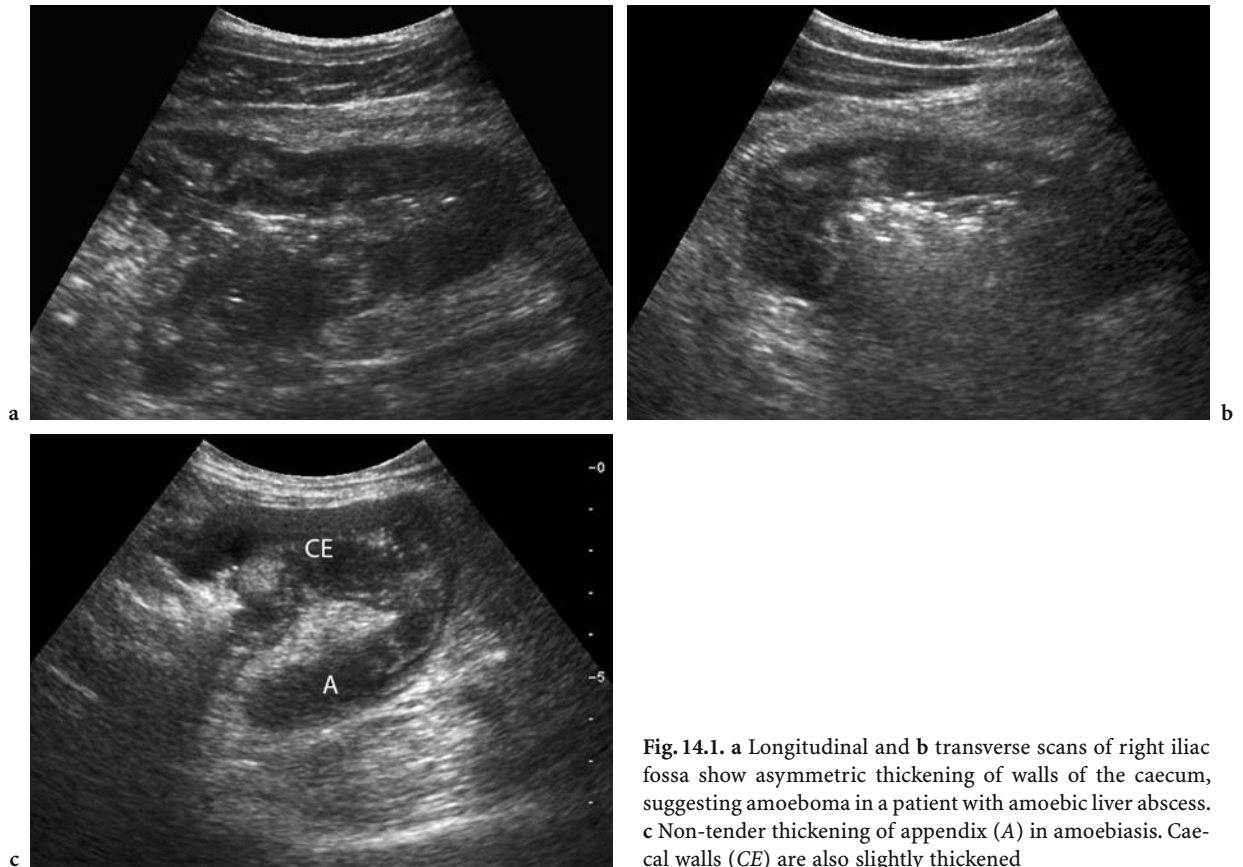 a
b
CE
A
-0
-5
c
Fig. 14.1. a Longitudinal and b transverse scans of right iliac
fossa show asymmetric thickening of walls of the caecum,
suggesting amoeboma in a patient with amoebic liver abscess.
c Non-tender thickening of appendix (A) in amoebiasis. Cae-
cal walls (CE) are also slightly thickened